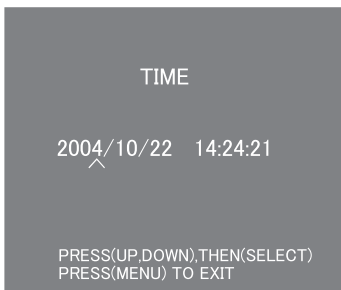 TIME
2004/10/22 14:24:21
PRESS(UP,DOWN),THEN(SELECT)
PRESS(MENU) TO EXIT